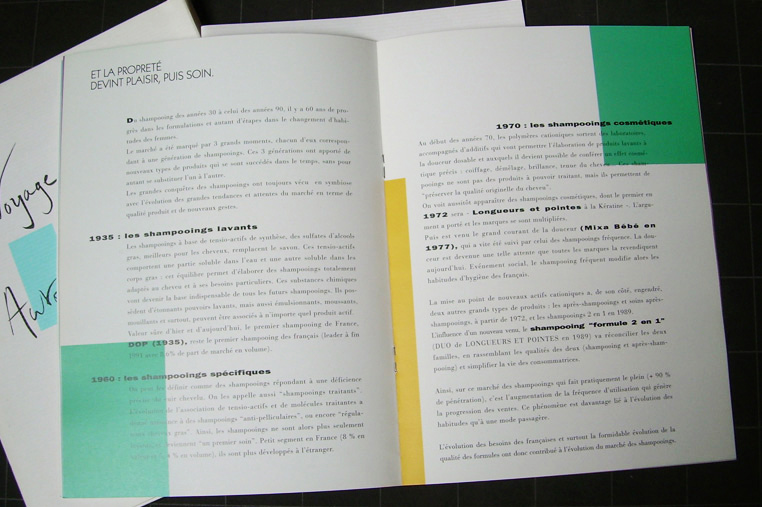 Voyage
ET LA PROPRETÉ
DEVINT PLAISIR, PUIS SOIN.
Du shampooing des années 30 à celui des années 90, il y a 60 ans de pro-
grès dans les formulations et autant d'étapes dans le changement d'habi-
tudes des femmes.
Le marché a été marqué par 3 grands moments, chacun d'eux correspon-
dant à une génération de shampooings. Ces 3 générations ont apporté de
nouveaux types de produits qui se sont succédés dans le temps, sans pour
autant se substituer l'un à l'autre.
Les grandes conquêtes des shampooings ont toujours vécu en symbiose
avec l'évolution des grandes tendances et attentes du marché en terme de
qualité produit et de nouveaux gestes.
1935 : les shampooings lavants
Les shampooings à base de tensio-actifs de synthèse, des sulfates d'alcools
gras, meilleurs pour les cheveux, remplacent le savon. Ces tensio-actifs
comportent une partie soluble dans l'eau et une autre soluble dans les
corps gras : cet équilibre permet d'élaborer des shampooings totalement
adaptés au cheveu et à ses besoins particuliers. Ces substances chimiques
vont devenir la base indispensable de tous les futurs shampooings. Ils pos-
sèdent d'étonnants pouvoirs lavants, mais aussi émulsionnants, moussants,
mouillants et surtout, peuvent être associés à n'importe quel produit actif.
Valeur sûre d'hier et d'aujourd'hui, le premier shampooing de France,
DOP (1935), reste le premier shampooing des français (leader à fin
1991 avec 8,6% de part de marché en volume).
1960 : les shampooings spécifiques
On peut les définir comme des shampooings répondant à une déficience
précise du cuir chevelu. On les appelle aussi "shampooings traitants".
de l'association de tensio-actifs et de molécules traitantes a
à des shampooings "anti-pelliculaires", ou encore "régula-
gras". Ainsi, les shampooings ne sont alors plus seulement
deviennent "un premier soin". Petit segment en France (8 % en
% en volume), ils sont plus développés à l'étranger.
1970 : les shampooings cosmétiques
Au début des années 70, les polymères cationiques sortent des laboratoires,
accompagnés d'additifs qui vont permettre l'élaboration de produits lavants à
la douceur double et auxquels il devient possible de conférer un effet cosmé-
tique précis : gonflage, démêlage, brillance, tenue du cheveu... Ces sham-
pooings ne sont pas des produits à pouvoir traitant, mais ils permettent de
"préserver la qualité originelle du cheveu".
On voit aussitôt apparaître des shampooings cosmétiques, dont le premier en
1972 sera « Longueurs et pointes à la Kératine ». L'argu-
ment a porté et les marques se sont multipliées.
Puis est venu le grand courant de la douceur (Mixa Bébé en
1977), qui a vite été suivi par celui des shampooings fréquence. La dou-
ceur est devenue une telle attente que toutes les marques la revendiquent
aujourd'hui. Evénement social, le shampooing fréquent modifie alors les
habitudes d'hygiène des français.
La mise au point de nouveaux actifs cationiques a, de son côté, engendré,
deux autres grands types de produits : les après-shampooings et soins après-
shampooings, à partir de 1972, et les shampooings 2 en 1 en 1989.
L'influence d'un nouveau venu, le shampooing "formule 2 en 1"
(DUO de LONGUEURS ET POINTES en 1989) va réconcilier les deux
familles, en rassemblant les qualités des deux (shampooing et après-sham-
pooing) et simplifier la vie des consommatrices.
Ainsi, sur ce marché des shampooings qui fait pratiquement le plein (+ 90 %
de pénétration), c'est l'augmentation de la fréquence d'utilisation qui génère
la progression des ventes. Ce phénomène est davantage lié à l'évolution des
habitudes qu'à une mode passagère.
L'évolution des besoins des françaises et surtout la formidable évolution de la
qualité des formules ont donc contribué à l'évolution du marché des shampooings.